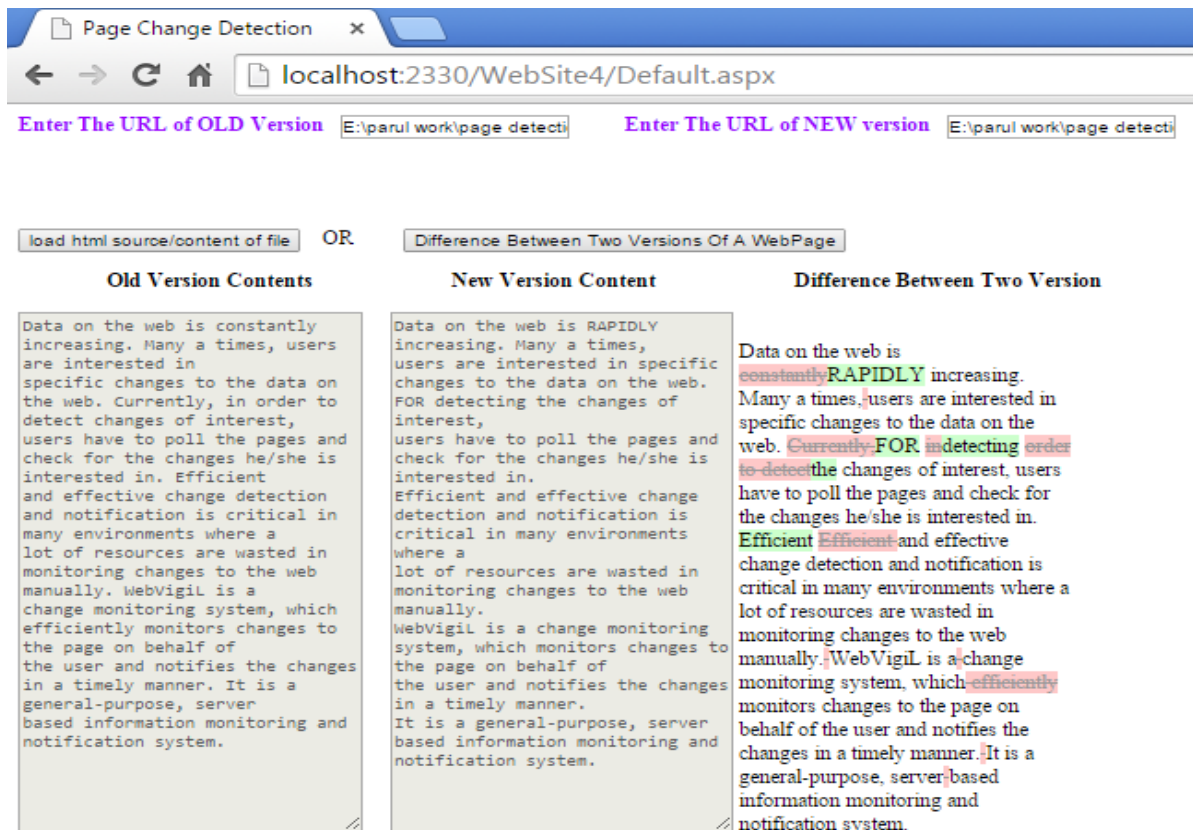 Page Change Detection
localhost:2330/WebSite4/Default.aspx
Enter The URL of OLD Version E:\parul work\page detecti Enter The URL of NEW version E:\parul work\page detecti
load html source/content of file OR Difference Between Two Versions Of A WebPage
Old Version Contents New Version Content Difference Between Two Version
Data on the web is constantly
increasing. Many a times, users
are interested in
specific changes to the data on
the web. Currently, in order to
detect changes of interest,
users have to poll the pages and
check for the changes he/she is
interested in. Efficient
and effective change detection
and notification is critical in
many environments where a
lot of resources are wasted in
monitoring changes to the web
manually. WebVigiL is a
change monitoring system, which
efficiently monitors changes to
the page on behalf of
the user and notifies the changes
in a timely manner. It is a
general-purpose, server
based information monitoring and
notification system.
Data on the web is RAPIDLY
increasing. Many a times,
users are interested in specific
changes to the data on the web.
FOR detecting the changes of
interest,
users have to poll the pages and
check for the changes he/she is
interested in.
Efficient and effective change
detection and notification is
critical in many environments
where a
lot of resources are wasted in
monitoring changes to the web
manually.
WebVigiL is a change monitoring
system, which monitors changes to
the page on behalf of
the user and notifies the changes
in a timely manner.
It is a general-purpose, server
based information monitoring and
notification system.
Data on the web is
constantlyRAPIDLY increasing.
Many a times, users are interested in
specific changes to the data on the
web. Currently,FOR indetecting order
to detectthe changes of interest, users
have to poll the pages and check for
the changes he/she is interested in.
Efficient Efficient and effective
change detection and notification is
critical in many environments where a
lot of resources are wasted in
monitoring changes to the web
manually. WebVigiL is a change
monitoring system, which efficiently
monitors changes to the page on
behalf of the user and notifies the
changes in a timely manner. It is a
general-purpose, server based
information monitoring and
notification system.